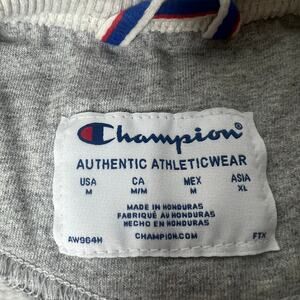 Champion®
AUTHENTIC ATHLETICWEAR
USA CA MEX ASIA
M M/M M XL
MADE IN HONDURAS
FABRIQUÉ AU HONDURAS
HECHO EN HONDURAS
AW964H CHAMPION.COM FTX